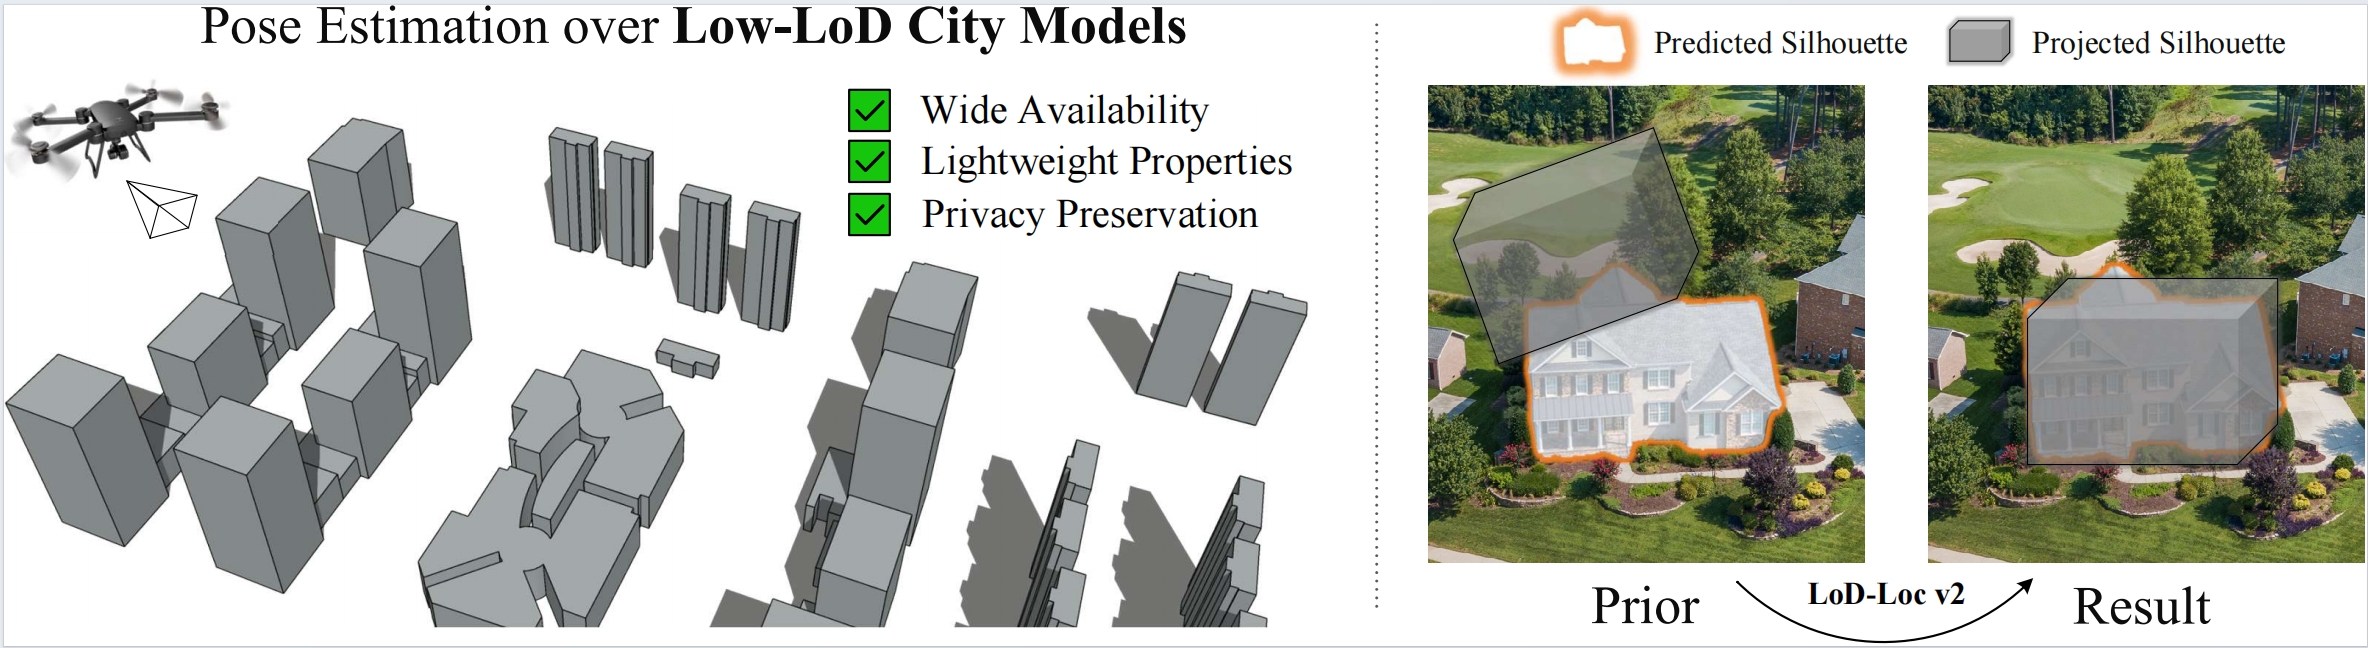 Pose Estimation over Low-LoD City Models
Wide Availability
Lightweight Properties
Privacy Preservation
Predicted Silhouette
Projected Silhouette
Prior
LoD-Loc v2
Result